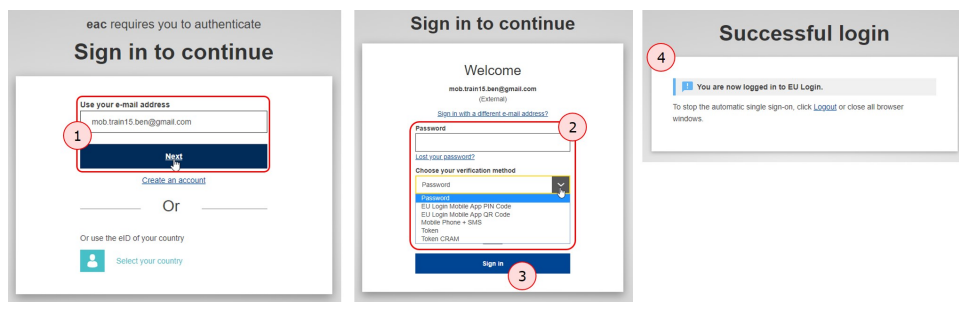 eac requires you to authenticate
Sign in to continue
Use your e-mail address
mob.train15.ben@gmail.com
1
Next
Create an account
Or
Or use the eID of your country
Select your country
Sign in to continue
Welcome
mob.train15.ben@gmail.com
(External)
Sign in with a different e-mail address?
2
Password
Lost your password?
Choose your verification method
Password
Password
EU Login Mobile App PIN Code
EU Login Mobile App QR Code
Mobile Phone + SMS
Token
Token CRAM
Sign in
3
Successful login
4
You are now logged in to EU Login.
To stop the automatic single sign-on, click Logout or close all browser
windows.